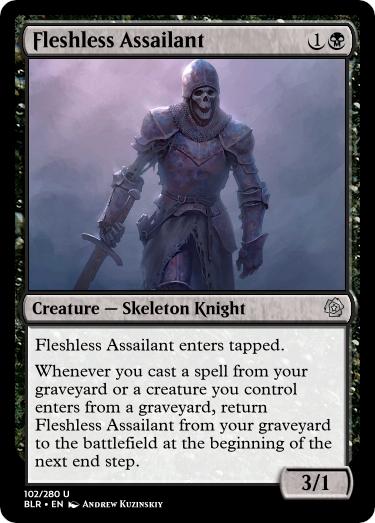 Fleshless Assailant 1
Creature — Skeleton Knight
Fleshless Assailant enters tapped.
Whenever you cast a spell from your
graveyard or a creature you control
enters from a graveyard, return
Fleshless Assailant from your graveyard
to the battlefield at the beginning of the
next end step.
3/1
102/280 U
BLR • EN Andrew Kuzinskiy